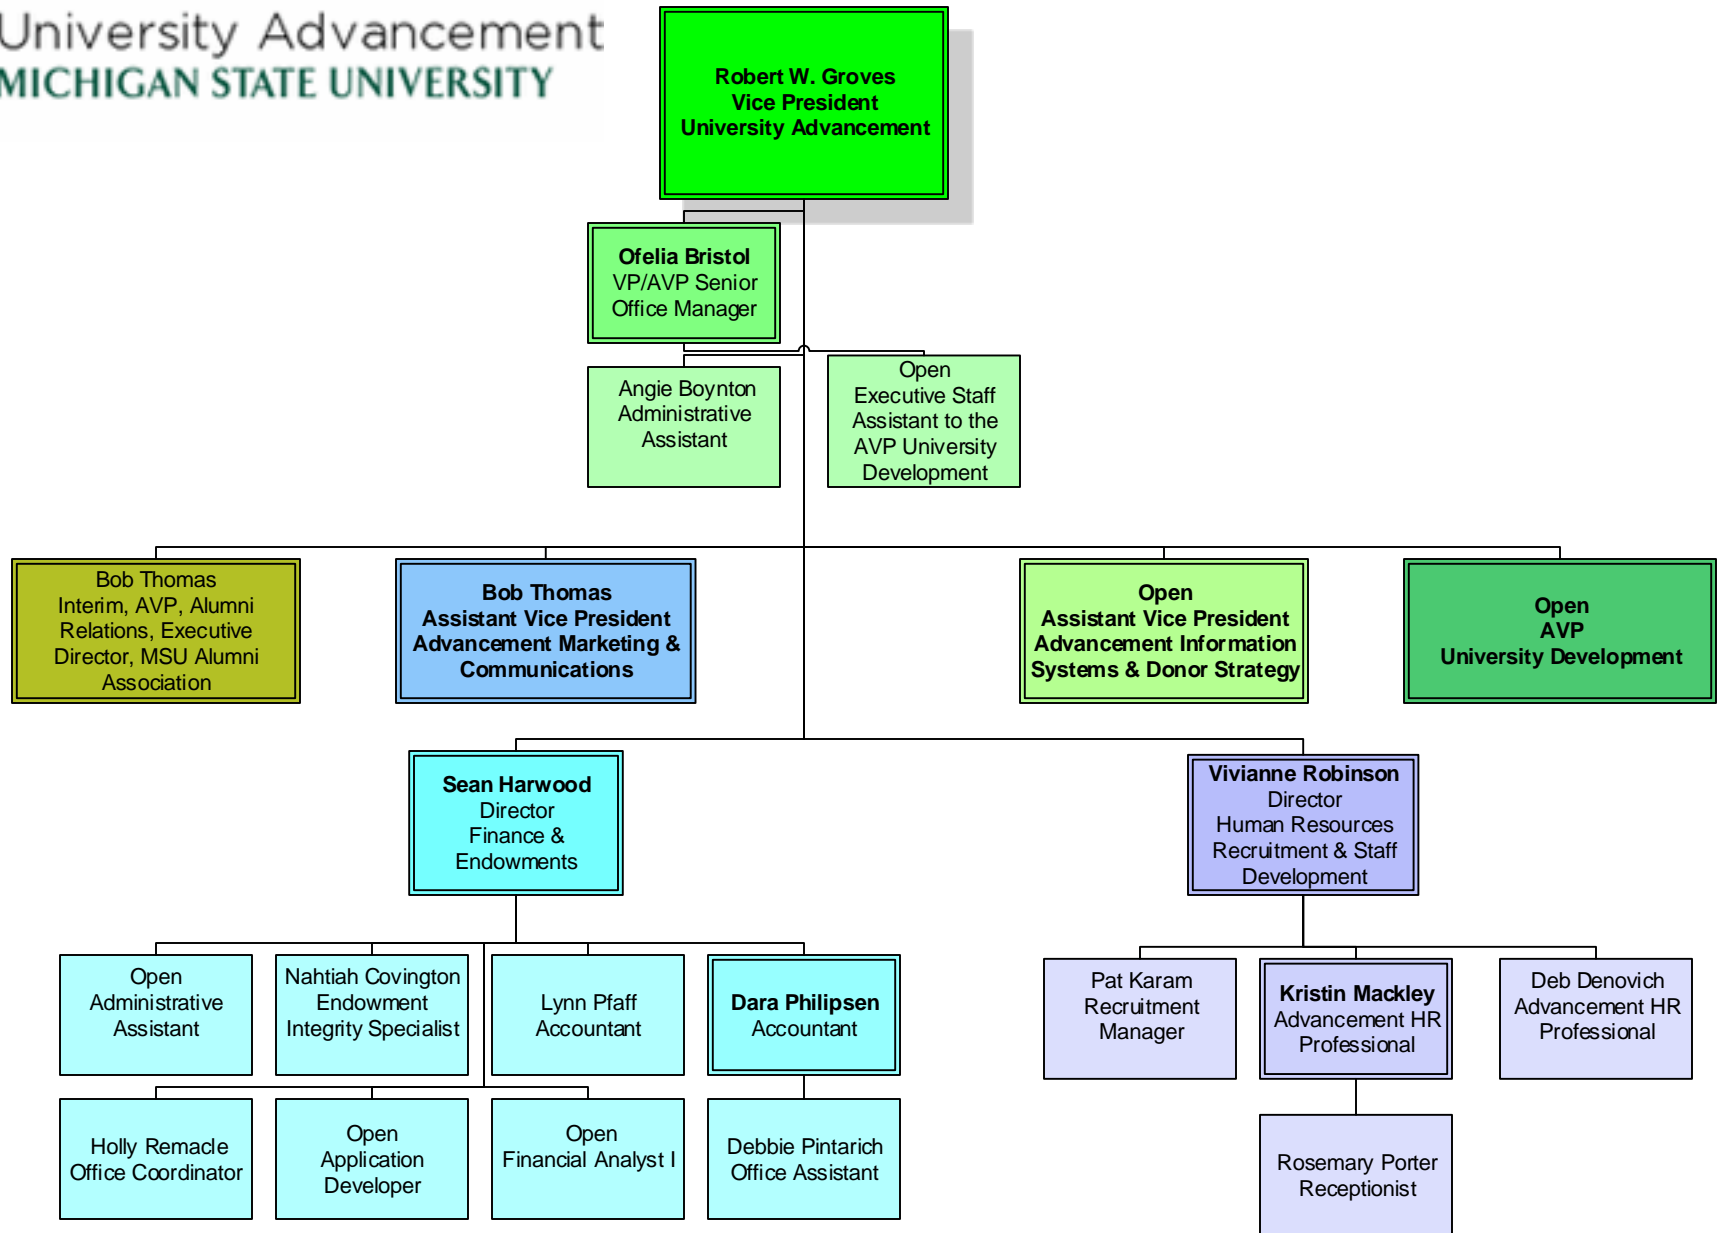 University Advancement
MICHIGAN STATE UNIVERSITY
Robert W. Groves
Vice President
University Advancement
Ofelia Bristol
VP/AVP Senior
Office Manager
Angie Boynton
Administrative
Assistant
Open
Executive Staff
Assistant to the
AVP University
Development
Bob Thomas
Interim, AVP, Alumni
Relations, Executive
Director, MSU Alumni
Association
Bob Thomas
Assistant Vice President
Advancement Marketing &
Communications
Open
Assistant Vice President
Advancement Information
Systems & Donor Strategy
Open
AVP
University Development
Sean Harwood
Director
Finance &
Endowments
Vivianne Robinson
Director
Human Resources
Recruitment & Staff
Development
Open
Administrative
Assistant
Nahtiah Covington
Endowment
Integrity Specialist
Lynn Pfaff
Accountant
Dara Philipsen
Accountant
Pat Karam
Recruitment
Manager
Kristin Mackley
Advancement HR
Professional
Deb Denovich
Advancement HR
Professional
Holly Remacle
Office Coordinator
Open
Application
Developer
Open
Financial Analyst I
Debbie Pintarich
Office Assistant
Rosemary Porter
Receptionist